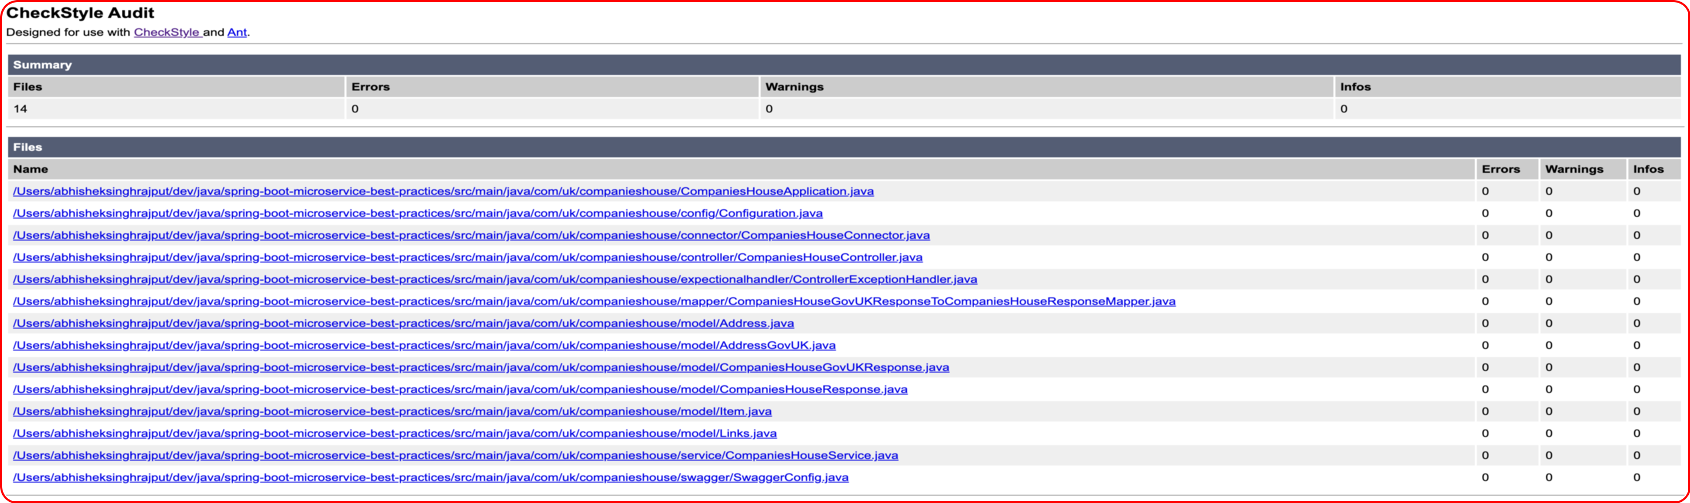 CheckStyle Audit
Designed for use with CheckStyle and Ant.
Summary
Files Errors Warnings Infos
14 0 0 0
Files
Name Errors Warnings Infos
/Users/abhisheksinghrajput/dev/java/spring-boot-microservice-best-practices/src/main/java/com/uk/companieshouse/CompaniesHouseApplication.java 0 0 0
/Users/abhisheksinghrajput/dev/java/spring-boot-microservice-best-practices/src/main/java/com/uk/companieshouse/config/Configuration.java 0 0 0
/Users/abhisheksinghrajput/dev/java/spring-boot-microservice-best-practices/src/main/java/com/uk/companieshouse/connector/CompaniesHouseConnector.java 0 0 0
/Users/abhisheksinghrajput/dev/java/spring-boot-microservice-best-practices/src/main/java/com/uk/companieshouse/controller/CompaniesHouseController.java 0 0 0
/Users/abhisheksinghrajput/dev/java/spring-boot-microservice-best-practices/src/main/java/com/uk/companieshouse/expectionalhandler/ControllerExceptionHandler.java 0 0 0
/Users/abhisheksinghrajput/dev/java/spring-boot-microservice-best-practices/src/main/java/com/uk/companieshouse/mapper/CompaniesHouseGovUKResponseToCompaniesHouseResponseMapper.java 0 0 0
/Users/abhisheksinghrajput/dev/java/spring-boot-microservice-best-practices/src/main/java/com/uk/companieshouse/model/Address.java 0 0 0
/Users/abhisheksinghrajput/dev/java/spring-boot-microservice-best-practices/src/main/java/com/uk/companieshouse/model/AddressGovUK.java 0 0 0
/Users/abhisheksinghrajput/dev/java/spring-boot-microservice-best-practices/src/main/java/com/uk/companieshouse/model/CompaniesHouseGovUKResponse.java 0 0 0
/Users/abhisheksinghrajput/dev/java/spring-boot-microservice-best-practices/src/main/java/com/uk/companieshouse/model/CompaniesHouseResponse.java 0 0 0
/Users/abhisheksinghrajput/dev/java/spring-boot-microservice-best-practices/src/main/java/com/uk/companieshouse/model/Item.java 0 0 0
/Users/abhisheksinghrajput/dev/java/spring-boot-microservice-best-practices/src/main/java/com/uk/companieshouse/model/Links.java 0 0 0
/Users/abhisheksinghrajput/dev/java/spring-boot-microservice-best-practices/src/main/java/com/uk/companieshouse/service/CompaniesHouseService.java 0 0 0
/Users/abhisheksinghrajput/dev/java/spring-boot-microservice-best-practices/src/main/java/com/uk/companieshouse/swagger/SwaggerConfig.java 0 0 0